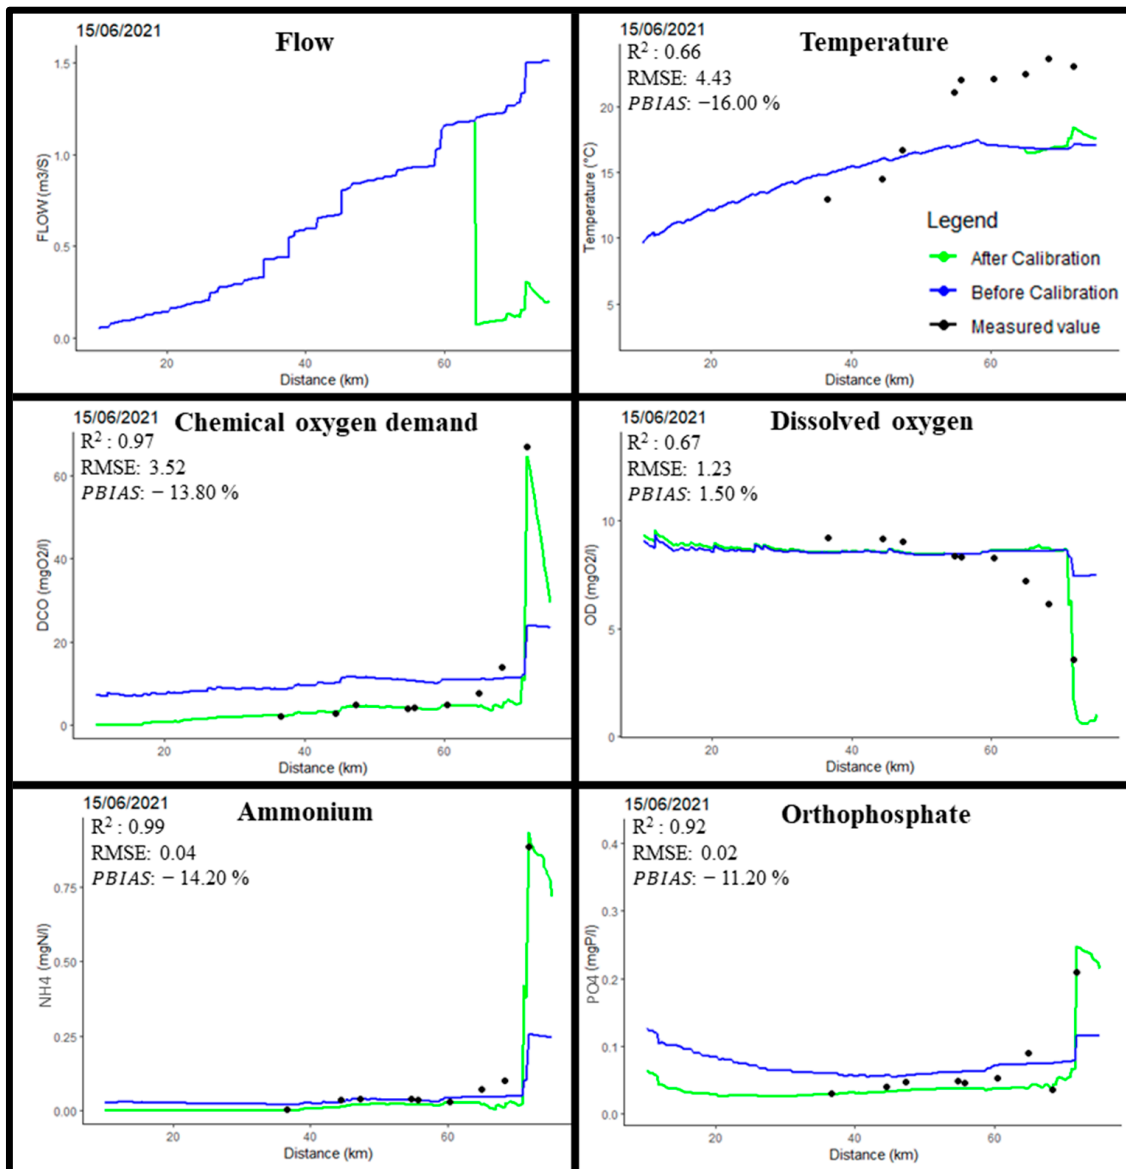 15/06/2021
Flow
FLOW (m3/S)
1.5
1.0
0.5
0.0
20
40
60
Distance (km)
15/06/2021
Temperature
R² : 0.66
RMSE: 4.43
PBIAS: −16.00 %
Temperature (°C)
20
15
10
5
Legend
After Calibration
Before Calibration
Measured value
20
40
60
Distance (km)
15/06/2021
Chemical oxygen demand
R² : 0.97
RMSE: 3.52
PBIAS: − 13.80 %
DCO (mgO2/l)
60
40
20
0
20
40
60
Distance (km)
15/06/2021
Dissolved oxygen
R² : 0.67
RMSE: 1.23
PBIAS: 1.50 %
OD (mgO2/l)
10
5
0
20
40
60
Distance (km)
15/06/2021
Ammonium
R² : 0.99
RMSE: 0.04
PBIAS: − 14.20 %
NH4 (mgN/l)
0.75
0.50
0.25
0.00
20
40
60
Distance (km)
15/06/2021
Orthophosphate
R² : 0.92
RMSE: 0.02
PBIAS: − 11.20 %
PO4 (mgP/l)
0.4
0.3
0.2
0.1
0.0
20
40
60
Distance (km)